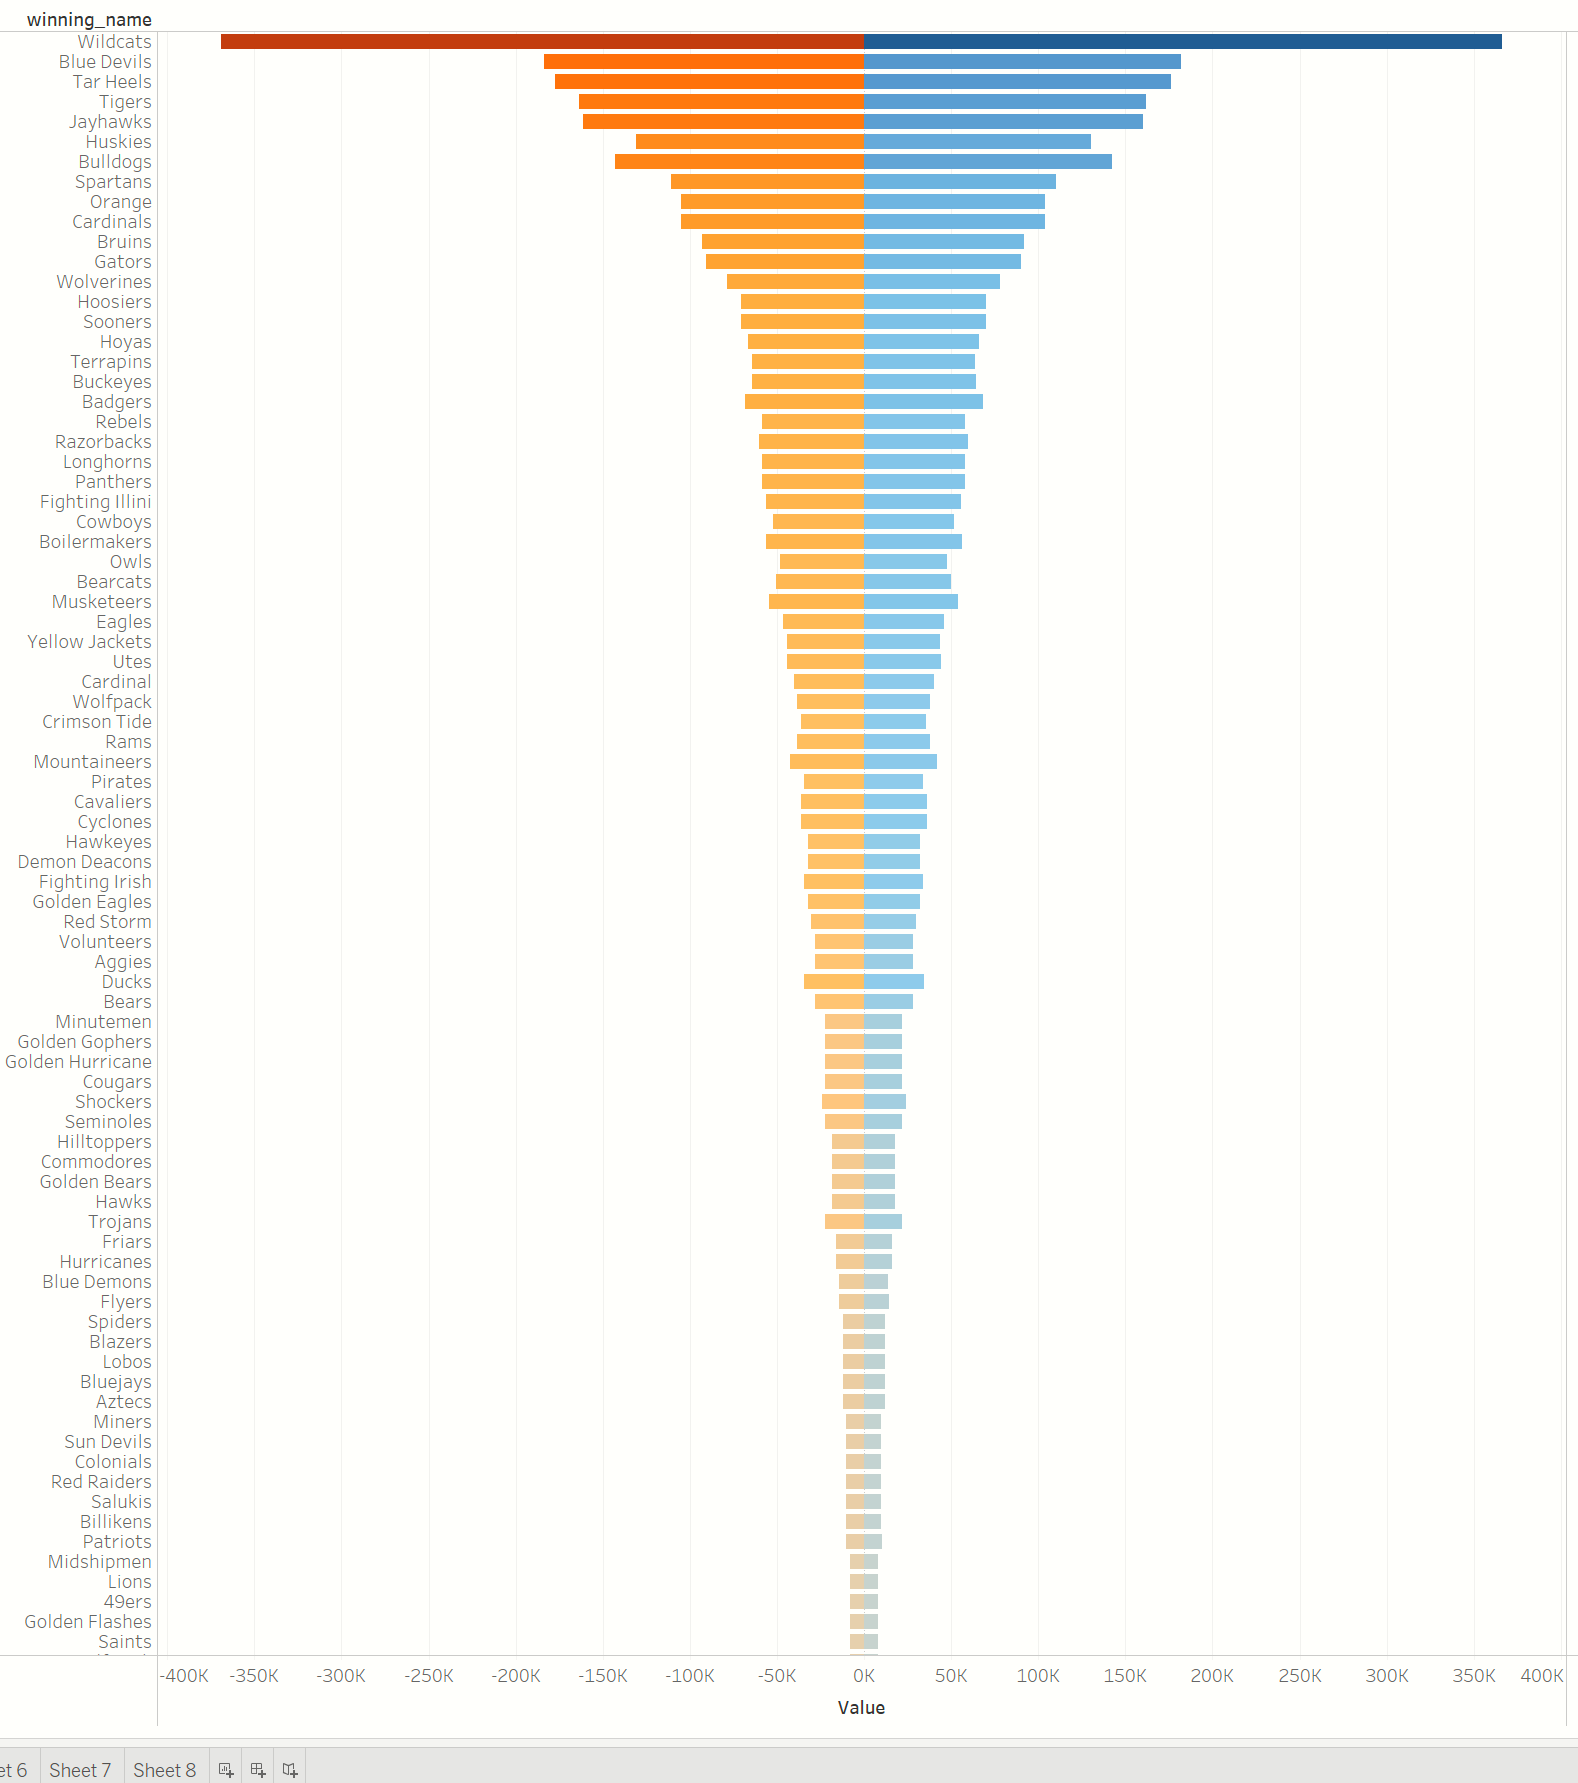 winning_name
Wildcats
Blue Devils
Tar Heels
Tigers
Jayhawks
Huskies
Bulldogs
Spartans
Orange
Cardinals
Bruins
Gators
Wolverines
Hoosiers
Sooners
Hoyas
Terrapins
Buckeyes
Badgers
Rebels
Razorbacks
Longhorns
Panthers
Fighting Illini
Cowboys
Boilermakers
Owls
Bearcats
Musketeers
Eagles
Yellow Jackets
Utes
Cardinal
Wolfpack
Crimson Tide
Rams
Mountaineers
Pirates
Cavaliers
Cyclones
Hawkeyes
Demon Deacons
Fighting Irish
Golden Eagles
Red Storm
Volunteers
Aggies
Ducks
Bears
Minutemen
Golden Gophers
Golden Hurricane
Cougars
Shockers
Seminoles
Hilltoppers
Commodores
Golden Bears
Hawks
Trojans
Friars
Hurricanes
Blue Demons
Flyers
Spiders
Blazers
Lobos
Bluejays
Aztecs
Miners
Sun Devils
Colonials
Red Raiders
Salukis
Billikens
Patriots
Midshipmen
Lions
49ers
Golden Flashes
Saints
-400K -350K -300K -250K -200K -150K -100K -50K 0K 50K 100K 150K 200K 250K 300K 350K 400K
Value
et 6 Sheet 7 Sheet 8